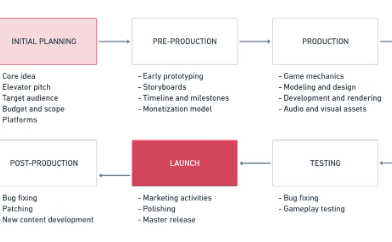 INITIAL PLANNING
Core idea
Elevator pitch
Target audience
Budget and scope
Platforms
PRE-PRODUCTION
- Early prototyping
- Storyboards
- Timeline and milestones
- Monetization model
PRODUCTION
- Game mechanics
- Modeling and design
- Development and rendering
- Audio and visual assets
POST-PRODUCTION
Bug fixing
Patching
New content development
LAUNCH
- Marketing activities
- Polishing
- Master release
TESTING
- Bug fixing
- Gameplay testing